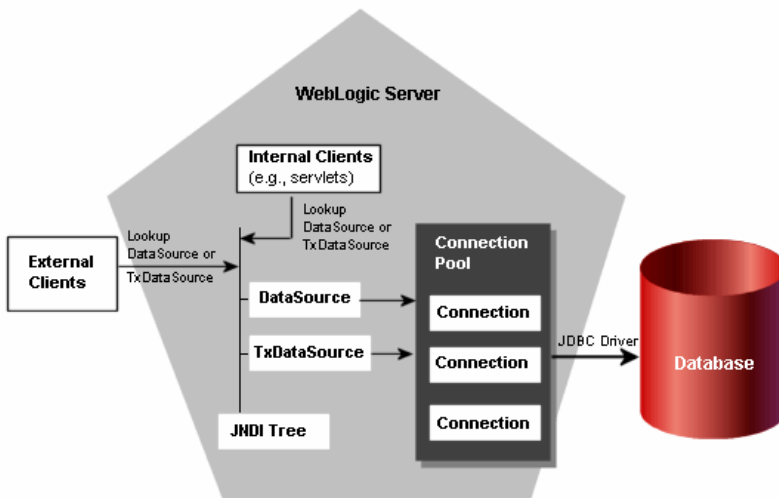 WebLogic Server
Internal Clients
(e.g., servlets)
Lookup
DataSource or
TxDataSource
External
Clients
Lookup
DataSource or
TxDataSource
Connection
Pool
DataSource
Connection
TxDataSource
Connection
JDBC Driver
Database
Connection
JNDI Tree